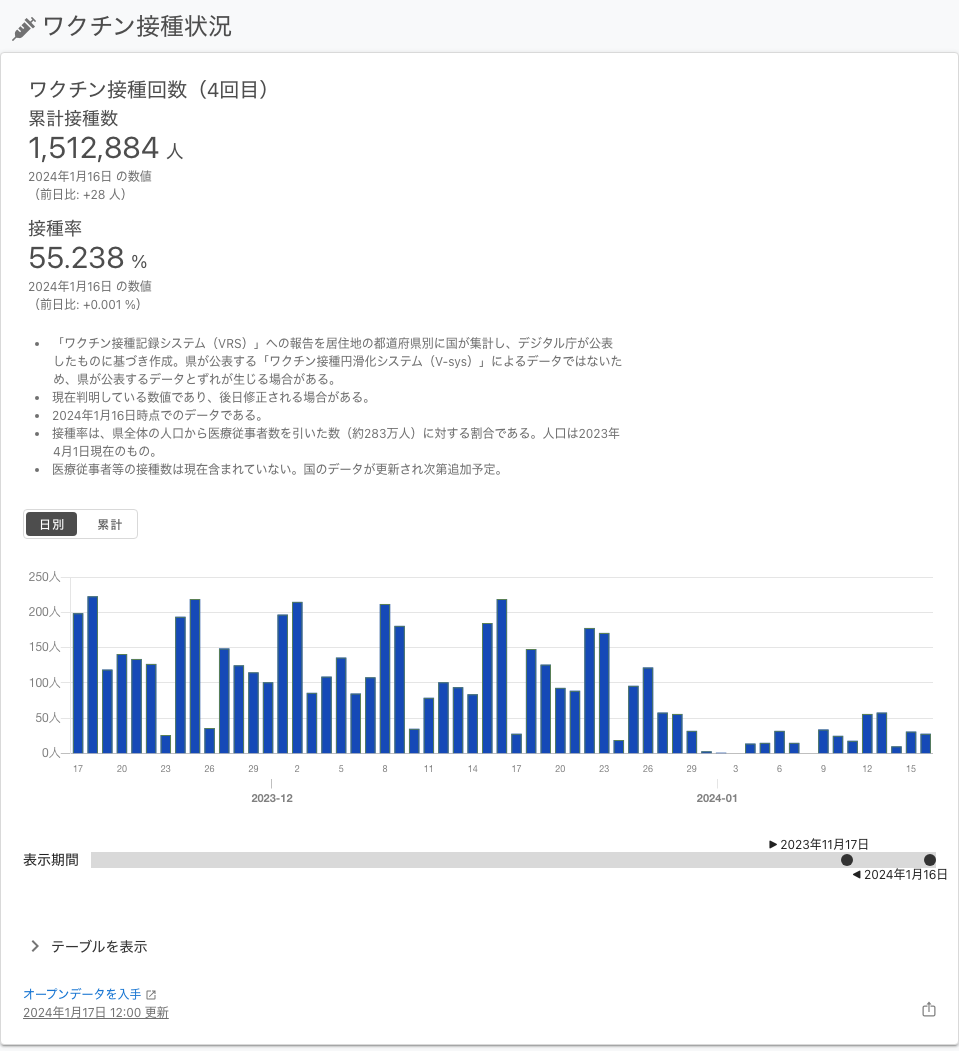 ワクチン接種状況
ワクチン接種回数（4回目）
累計接種数
1,512,884 人
2024年1月16日 の数値
（前日比: +28 人）
接種率
55.238 %
2024年1月16日 の数値
（前日比: +0.001 %）
• 「ワクチン接種記録システム（VRS）」への報告を居住地の都道府県別に国が集計し、デジタル庁が公表
したものに基づき作成。県が公表する「ワクチン接種円滑化システム（V-sys）」によるデータではないた
め、県が公表するデータとずれが生じる場合がある。
• 現在判明している数値であり、後日修正される場合がある。
• 2024年1月16日時点でのデータである。
• 接種率は、県全体の人口から医療従事者数を引いた数（約283万人）に対する割合である。人口は2023年
4月1日現在のもの。
• 医療従事者等の接種数は現在含まれていない。国のデータが更新され次第追加予定。
日別 累計
250人
200人
150人
100人
50人
0人
17 20 23 26 29 2 5 8 11 14 17 20 23 26 29 3 6 9 12 15
2023-12 2024-01
▶ 2023年11月17日
表示期間
◀ 2024年1月16日
テーブルを表示
オープンデータを入手
2024年1月17日 12:00 更新